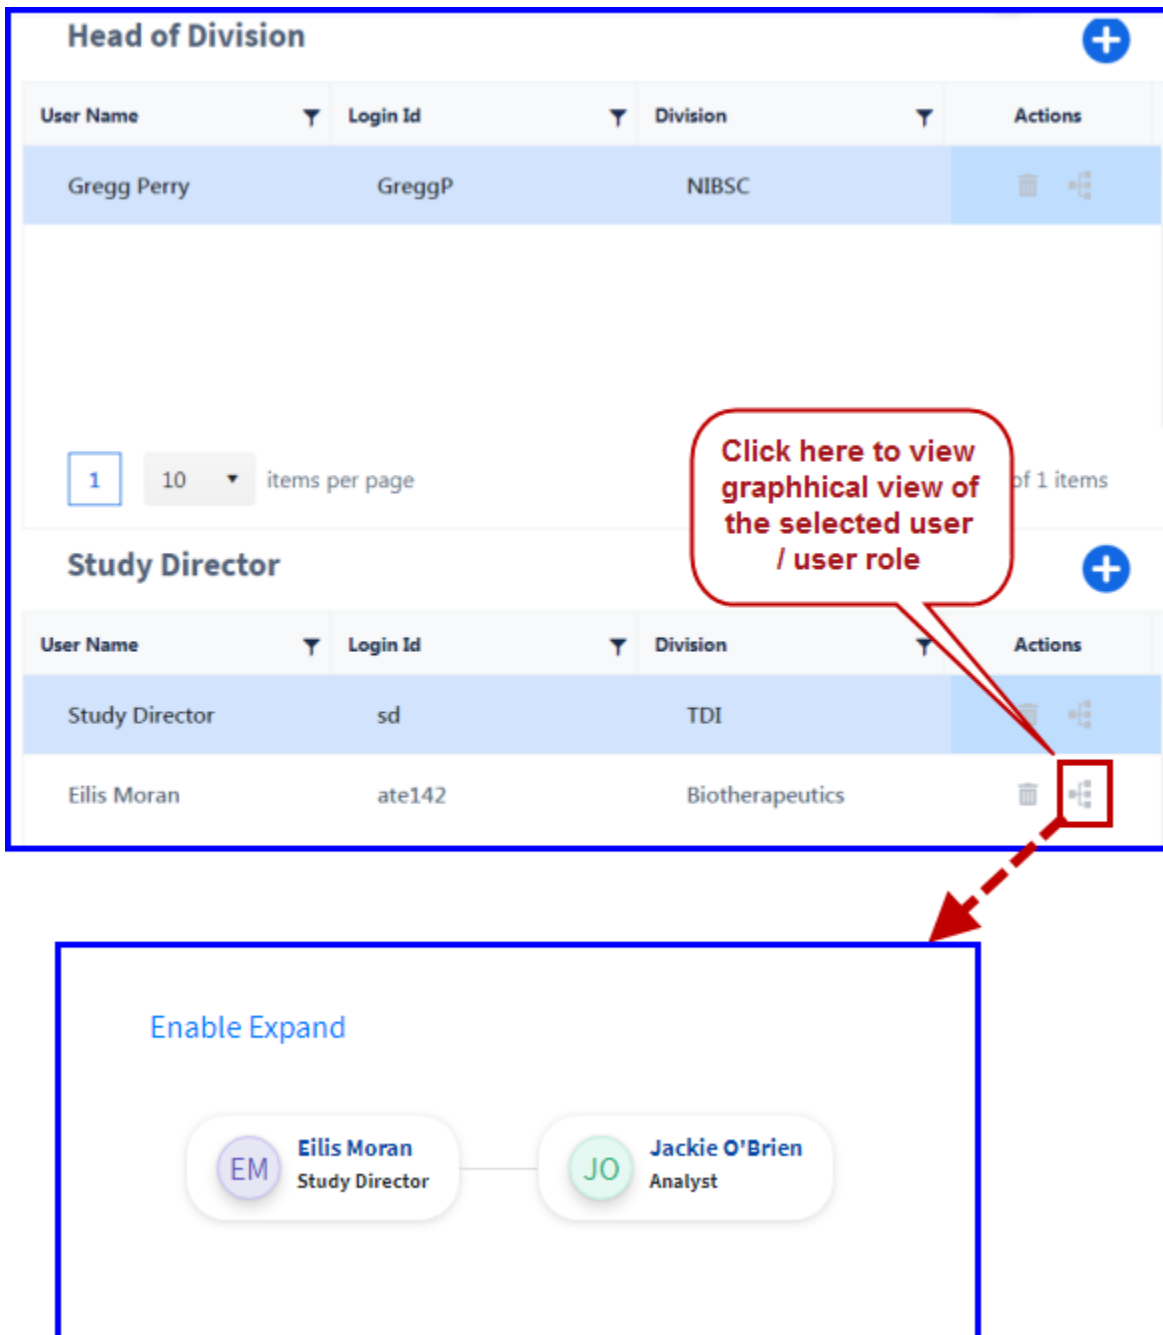 Head of Division
User Name Login Id Division Actions
Gregg Perry GreggP NIBSC
1 10 items per page of 1 items
Click here to view
graphhical view of
the selected user
/ user role
Study Director
User Name Login Id Division Actions
Study Director sd TDI
Eilis Moran ate142 Biotherapeutics
Enable Expand
EM Eilis Moran
Study Director
JO Jackie O'Brien
Analyst